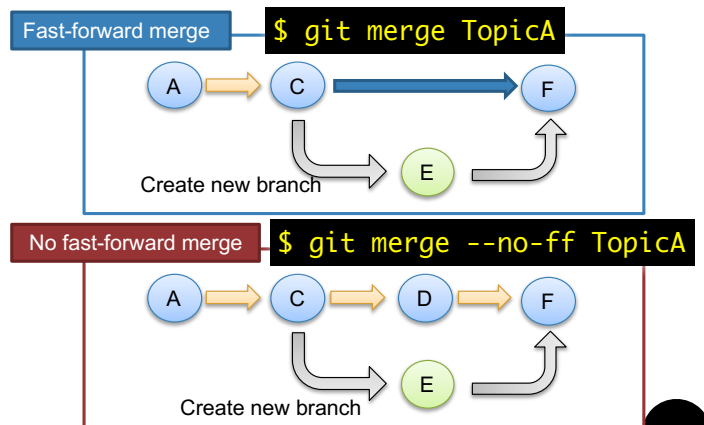 Fast-forward merge
$ git merge TopicA
A
C
F
E
Create new branch
No fast-forward merge
$ git merge --no-ff TopicA
A
C
D
F
E
Create new branch